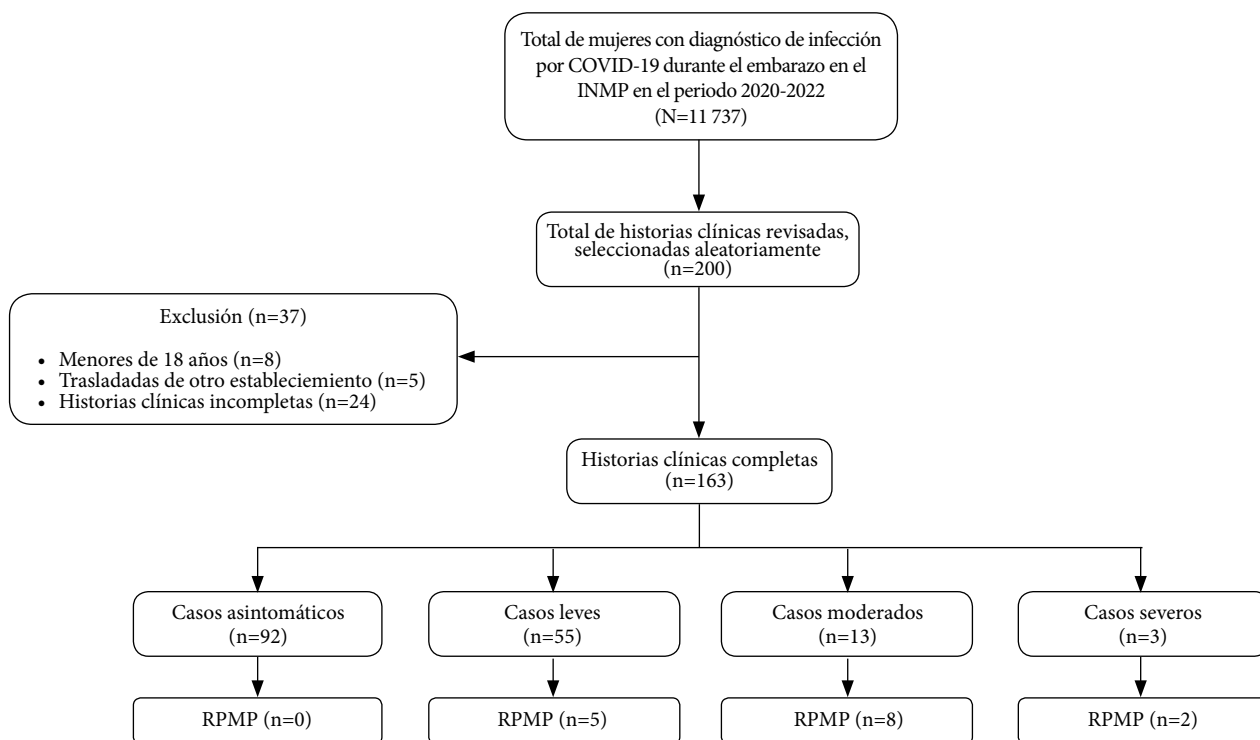 Total de mujeres con diagnóstico de infección
por COVID-19 durante el embarazo en el
INMP en el periodo 2020-2022
(N=11 737)
Total de historias clínicas revisadas,
seleccionadas aleatoriamente
(n=200)
Exclusión (n=37)
• Menores de 18 años (n=8)
• Trasladadas de otro estableciemiento (n=5)
• Historias clínicas incompletas (n=24)
Historias clínicas completas
(n=163)
Casos asintomáticos
(n=92)
Casos leves
(n=55)
Casos moderados
(n=13)
Casos severos
(n=3)
RPMP (n=0)
RPMP (n=5)
RPMP (n=8)
RPMP (n=2)